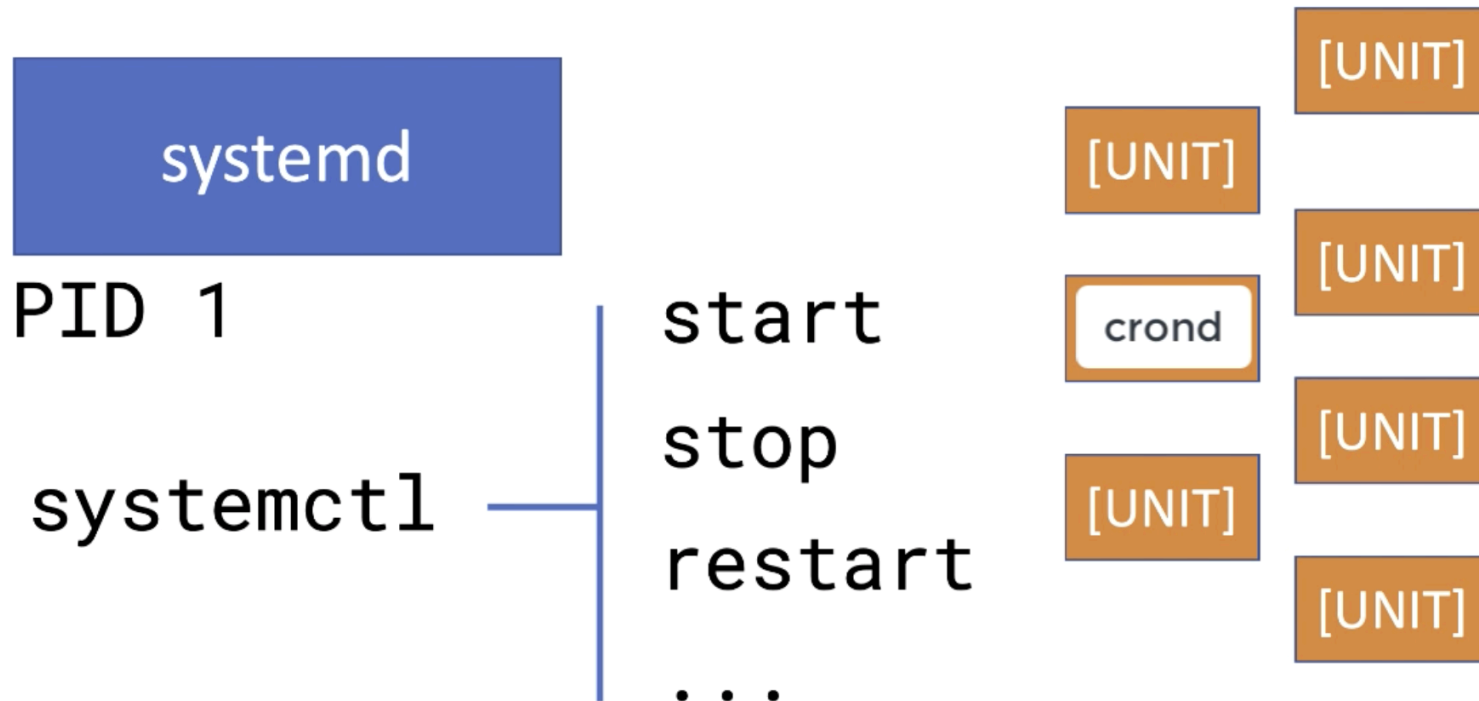 systemd
PID 1
systemctl
start
stop
restart
...
[UNIT]
crond
[UNIT]
[UNIT]
[UNIT]
[UNIT]
[UNIT]